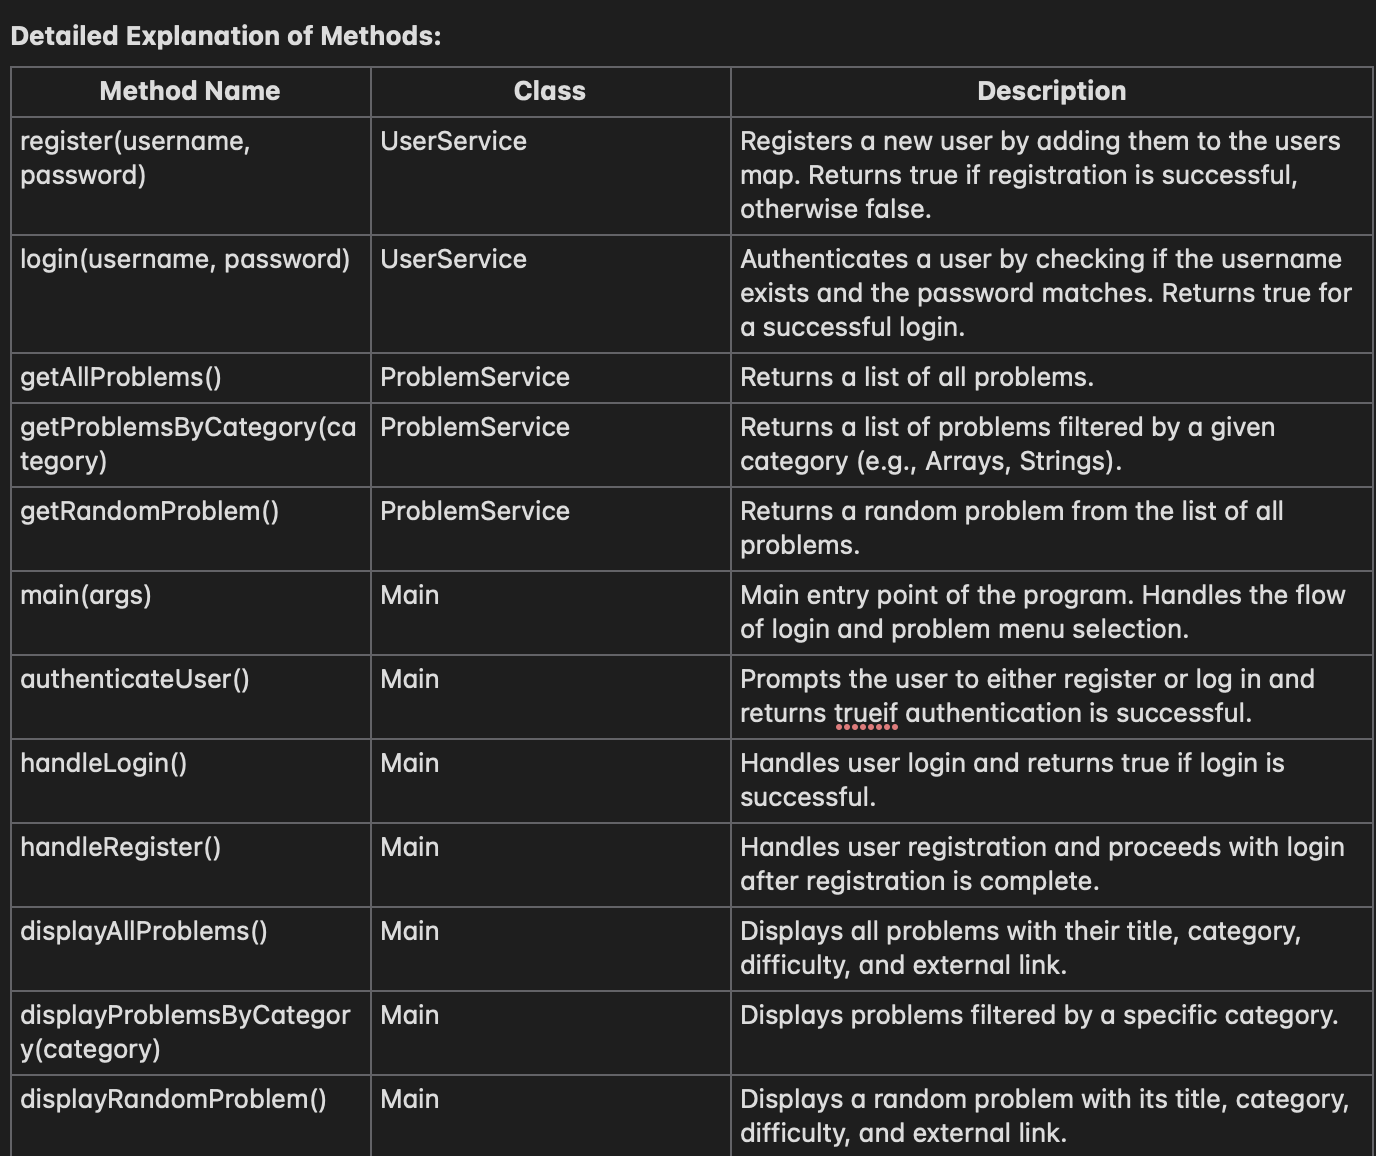 Detailed Explanation of Methods:
Method Name Class Description
register(username,
password)
UserService
Registers a new user by adding them to the users
map. Returns true if registration is successful,
otherwise false.
login(username, password)
UserService
Authenticates a user by checking if the username
exists and the password matches. Returns true for
a successful login.
getAllProblems()
ProblemService
Returns a list of all problems.
getProblemsByCategory(ca
tegory)
ProblemService
Returns a list of problems filtered by a given
category (e.g., Arrays, Strings).
getRandomProblem()
ProblemService
Returns a random problem from the list of all
problems.
main(args)
Main
Main entry point of the program. Handles the flow
of login and problem menu selection.
authenticateUser()
Main
Prompts the user to either register or log in and
returns trueif authentication is successful.
handleLogin()
Main
Handles user login and returns true if login is
successful.
handleRegister()
Main
Handles user registration and proceeds with login
after registration is complete.
displayAllProblems()
Main
Displays all problems with their title, category,
difficulty, and external link.
displayProblemsByCategor
y(category)
Main
Displays problems filtered by a specific category.
displayRandomProblem()
Main
Displays a random problem with its title, category,
difficulty, and external link.